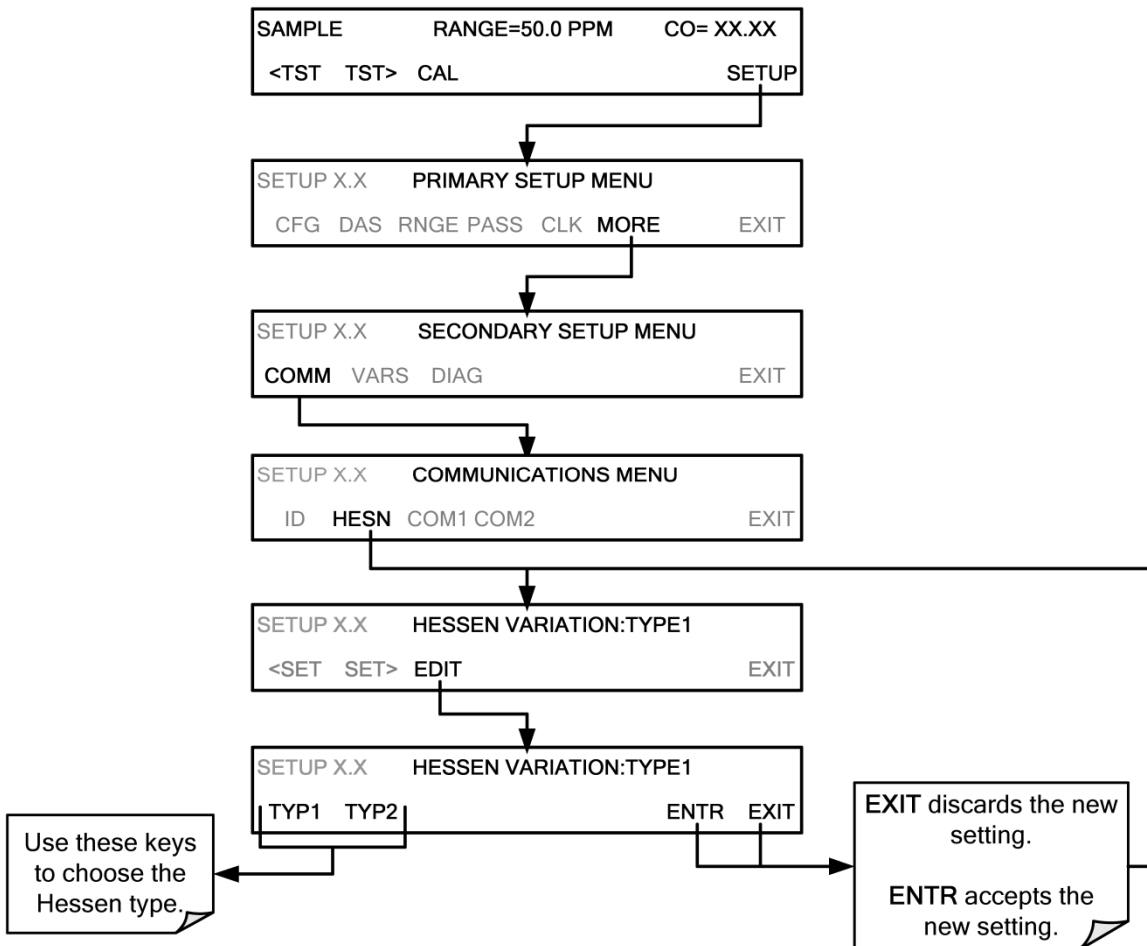 SAMPLE RANGE=50.0 PPM CO= XX.XX
<TST TST> CAL SETUP
SETUP X.X PRIMARY SETUP MENU
CFG DAS RNGE PASS CLK MORE EXIT
SETUP X.X SECONDARY SETUP MENU
COMM VARS DIAG EXIT
SETUP X.X COMMUNICATIONS MENU
ID HESN COM1 COM2 EXIT
SETUP X.X HESSEN VARIATION:TYPE1
<SET SET> EDIT EXIT
SETUP X.X HESSEN VARIATION:TYPE1
TYP1 TYP2 ENTR EXIT
Use these keys
to choose the
Hessen type.
EXIT discards the new
setting.
ENTR accepts the
new setting.